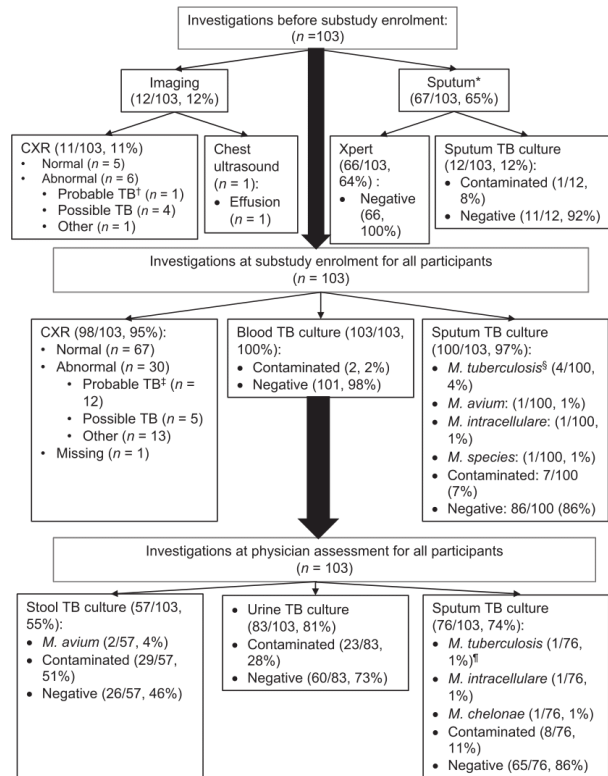 Investigations before substudy enrolment:
(n =103)
Imaging
(12/103, 12%)
Sputum*
(67/103, 65%)
CXR (11/103, 11%)
• Normal (n = 5)
• Abnormal (n = 6)
• Probable TB† (n = 1)
• Possible TB (n = 4)
• Other (n = 1)
Chest
ultrasound
(n = 1):
• Effusion
(n = 1)
Xpert
(66/103,
64%) :
• Negative
(66,
100%)
Sputum TB culture
(12/103, 12%):
• Contaminated (1/12,
8%)
• Negative (11/12, 92%)
Investigations at substudy enrolment for all participants
(n = 103)
CXR (98/103, 95%):
• Normal (n = 67)
• Abnormal (n = 30)
• Probable TB‡ (n =
12)
• Possible TB (n = 5)
• Other (n = 13)
• Missing (n = 1)
Blood TB culture (103/103,
100%):
• Contaminated (2, 2%)
• Negative (101, 98%)
Sputum TB culture
(100/103, 97%):
• M. tuberculosis§ (4/100,
4%)
• M. avium: (1/100, 1%)
• M. intracellulare: (1/100,
1%)
• M. species: (1/100, 1%)
• Contaminated: 7/100
(7%)
• Negative: 86/100 (86%)
Investigations at physician assessment for all participants
(n = 103)
Stool TB culture (57/103,
55%):
• M. avium (2/57, 4%)
• Contaminated (29/57,
51%)
• Negative (26/57, 46%)
• Urine TB culture
(83/103, 81%)
• Contaminated (23/83,
28%)
• Negative (60/83, 73%)
Sputum TB culture
(76/103, 74%):
• M. tuberculosis (1/76,
1%)¶
• M. intracellulare (1/76,
1%)
• M. chelonae (1/76, 1%)
• Contaminated (8/76,
11%)
• Negative (65/76, 86%)